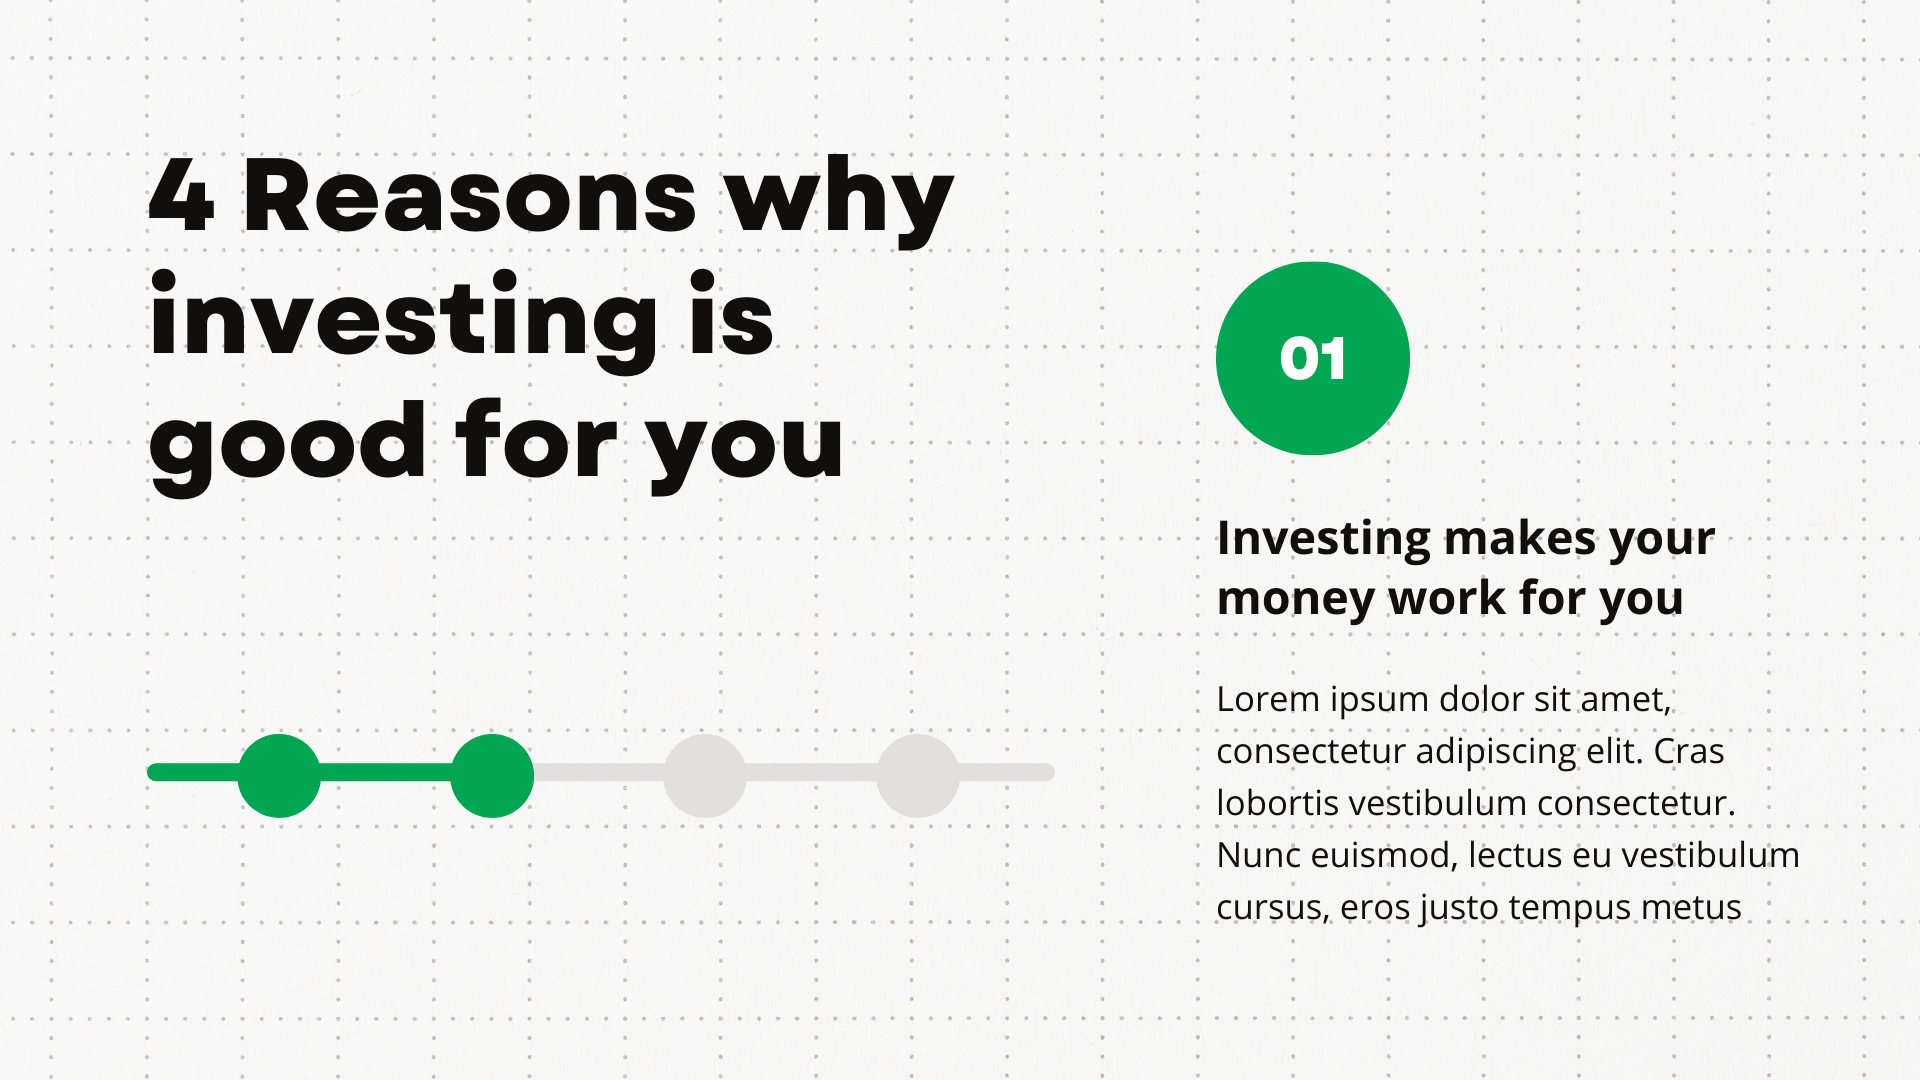 4 Reasons why
investing is
good for you
01
Investing makes your
money work for you
Lorem ipsum dolor sit amet,
consectetur adipiscing elit. Cras
lobortis vestibulum consectetur.
Nunc euismod, lectus eu vestibulum
cursus, eros justo tempus metus